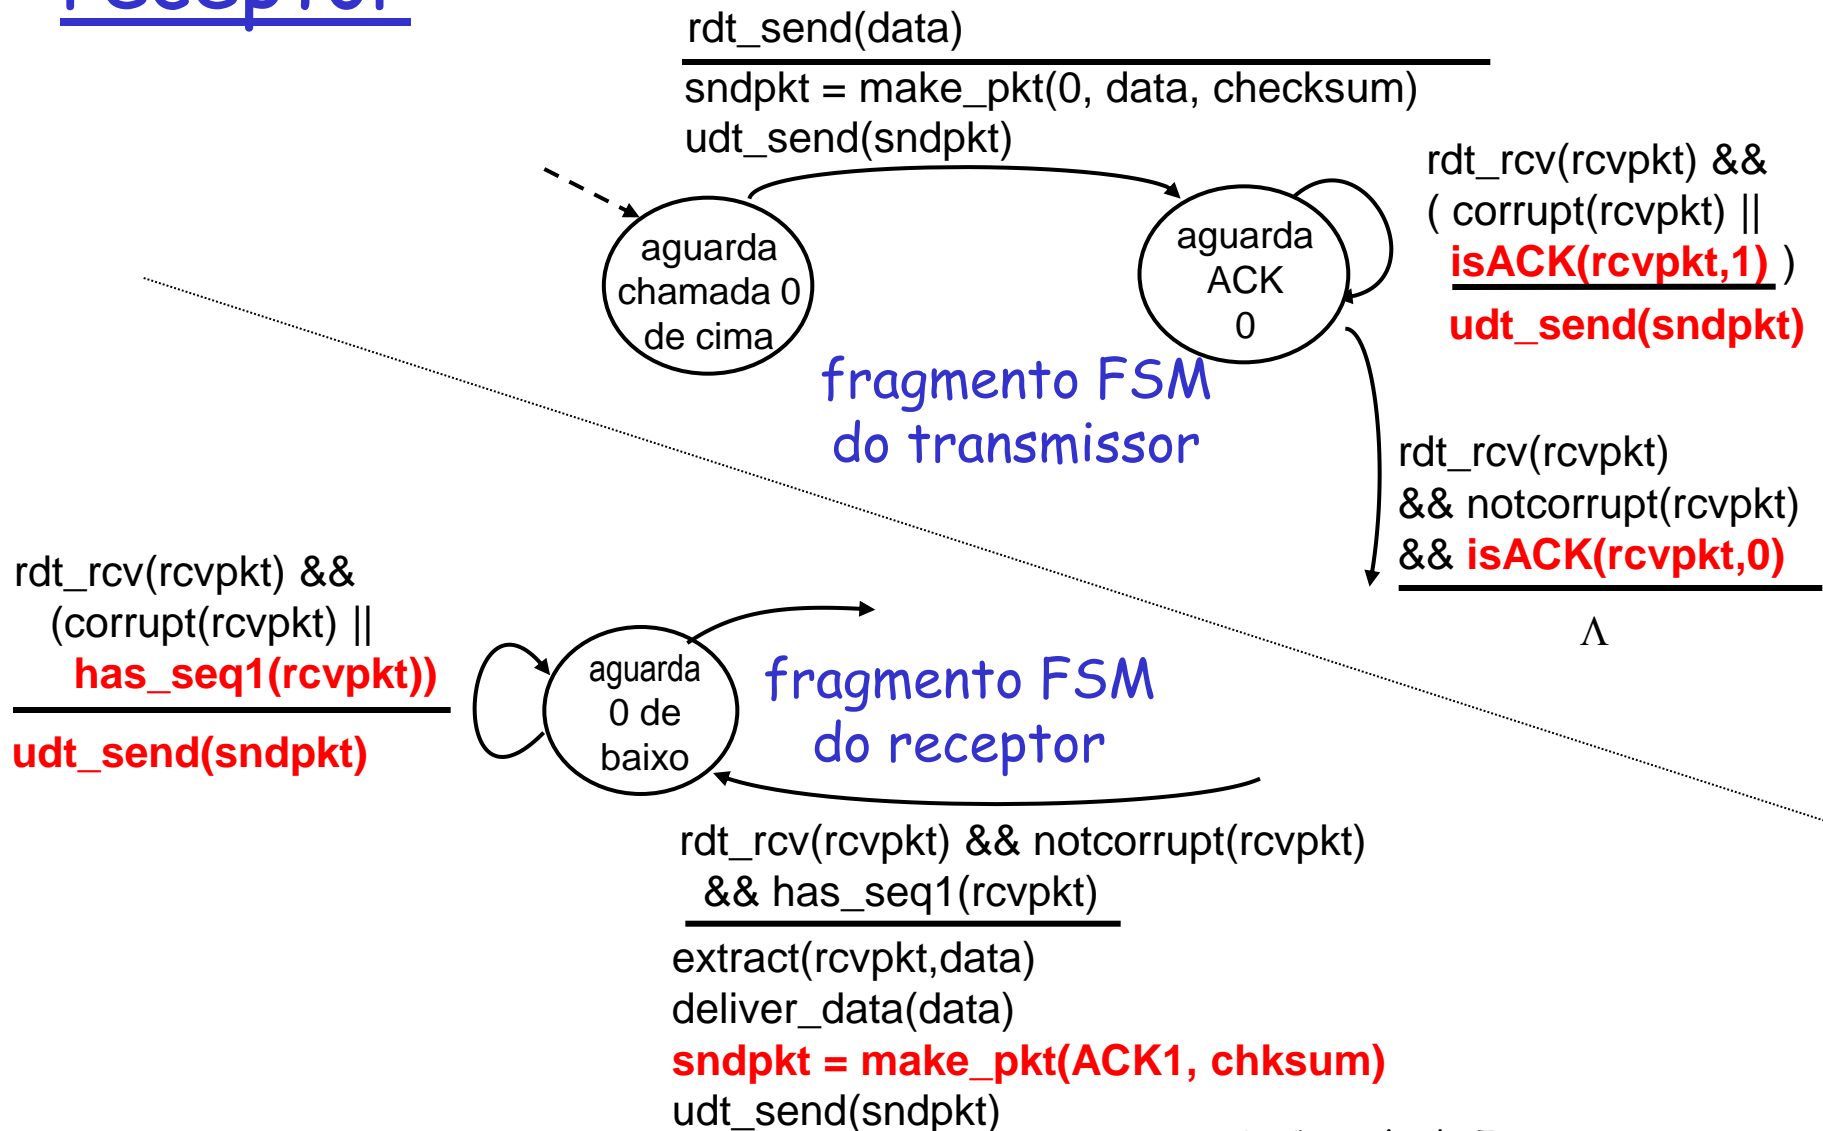 receptor
rdt_send(data)
sndpkt = make_pkt(0, data, checksum)
udt_send(sndpkt)
rdt_rcv(rcvpkt) &&
( corrupt(rcvpkt) ||
isACK(rcvpkt,1) )
udt_send(sndpkt)
aguarda
chamada 0
de cima
aguarda
ACK
0
fragmento FSM
do transmissor
rdt_rcv(rcvpkt)
&& notcorrupt(rcvpkt)
&& isACK(rcvpkt,0)
Λ
rdt_rcv(rcvpkt) &&
(corrupt(rcvpkt) ||
has_seq1(rcvpkt))
udt_send(sndpkt)
aguarda
0 de
baixo
fragmento FSM
do receptor
rdt_rcv(rcvpkt) && notcorrupt(rcvpkt)
&& has_seq1(rcvpkt)
extract(rcvpkt,data)
deliver_data(data)
sndpkt = make_pkt(ACK1, chksum)
udt_send(sndpkt)